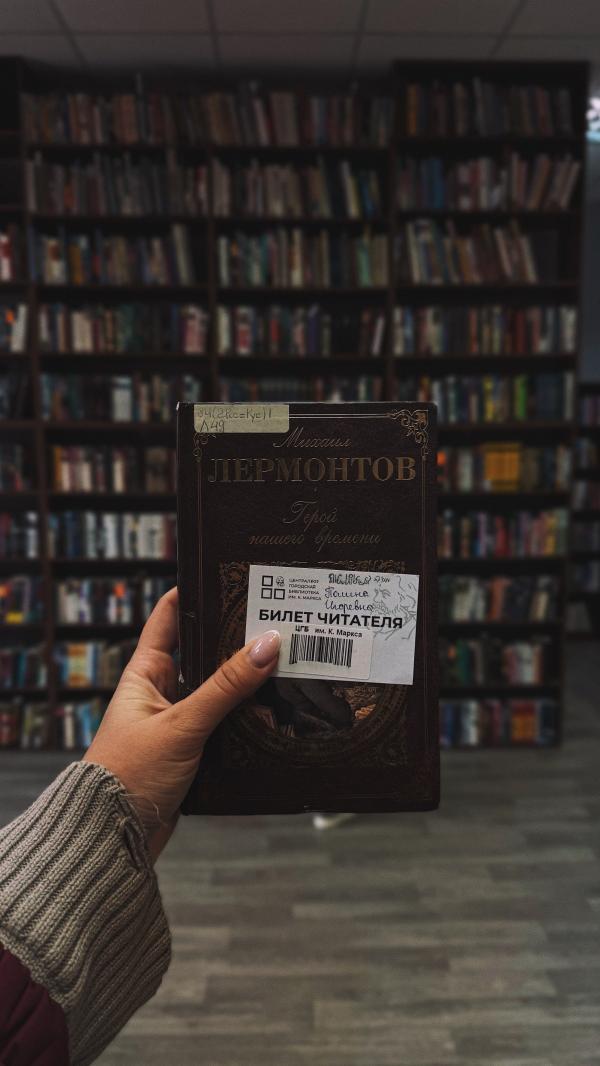 84(2Рос=Рус)1
Л49
Михаил
ЛЕРМОНТОВ
Герой
нашего времени
ЦЕНТРАЛЬНАЯ
ГОРОДСКАЯ
БИБЛИОТЕКА
ИМ. К. МАРКСА
Полина
Игоревна
БИЛЕТ ЧИТАТЕЛЯ
ЦГБ им. К. Маркса